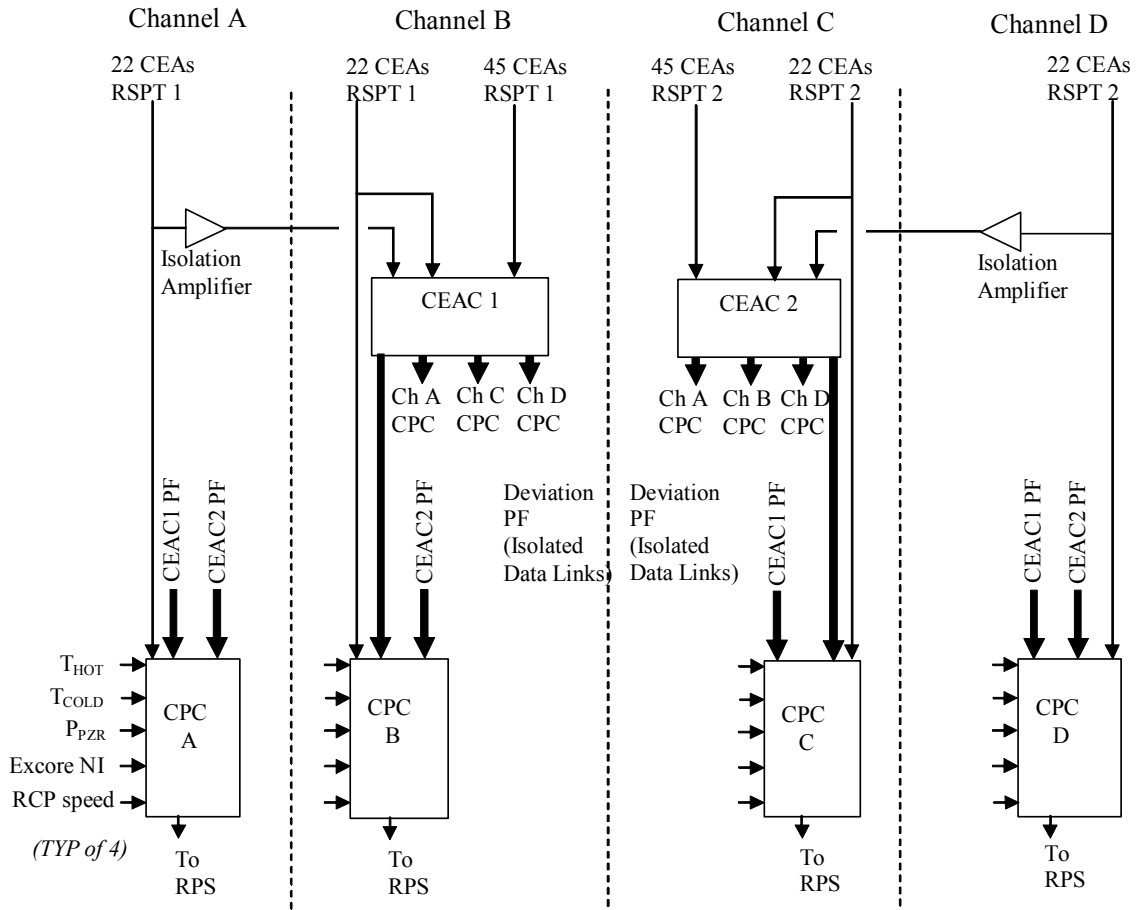 Channel A
Channel B
Channel C
Channel D
22 CEAs
RSPT 1
22 CEAs
RSPT 1
45 CEAs
RSPT 1
45 CEAs
RSPT 2
22 CEAs
RSPT 2
22 CEAs
RSPT 2
Isolation
Amplifier
Isolation
Amplifier
CEAC 1
CEAC 2
Ch A
CPC
Ch C
CPC
Ch D
CPC
Ch A
CPC
Ch B
CPC
Ch D
CPC
CEAC1 PF
CEAC2 PF
CEAC2 PF
Deviation
PF
(Isolated
Data Links)
Deviation
PF
(Isolated
Data Links)
CEAC1 PF
CEAC1 PF
CEAC2 PF
THOT
TCOLD
PPZR
Excore NI
RCP speed
(TYP of 4)
CPC
A
CPC
B
CPC
C
CPC
D
To
RPS
To
RPS
To
RPS
To
RPS